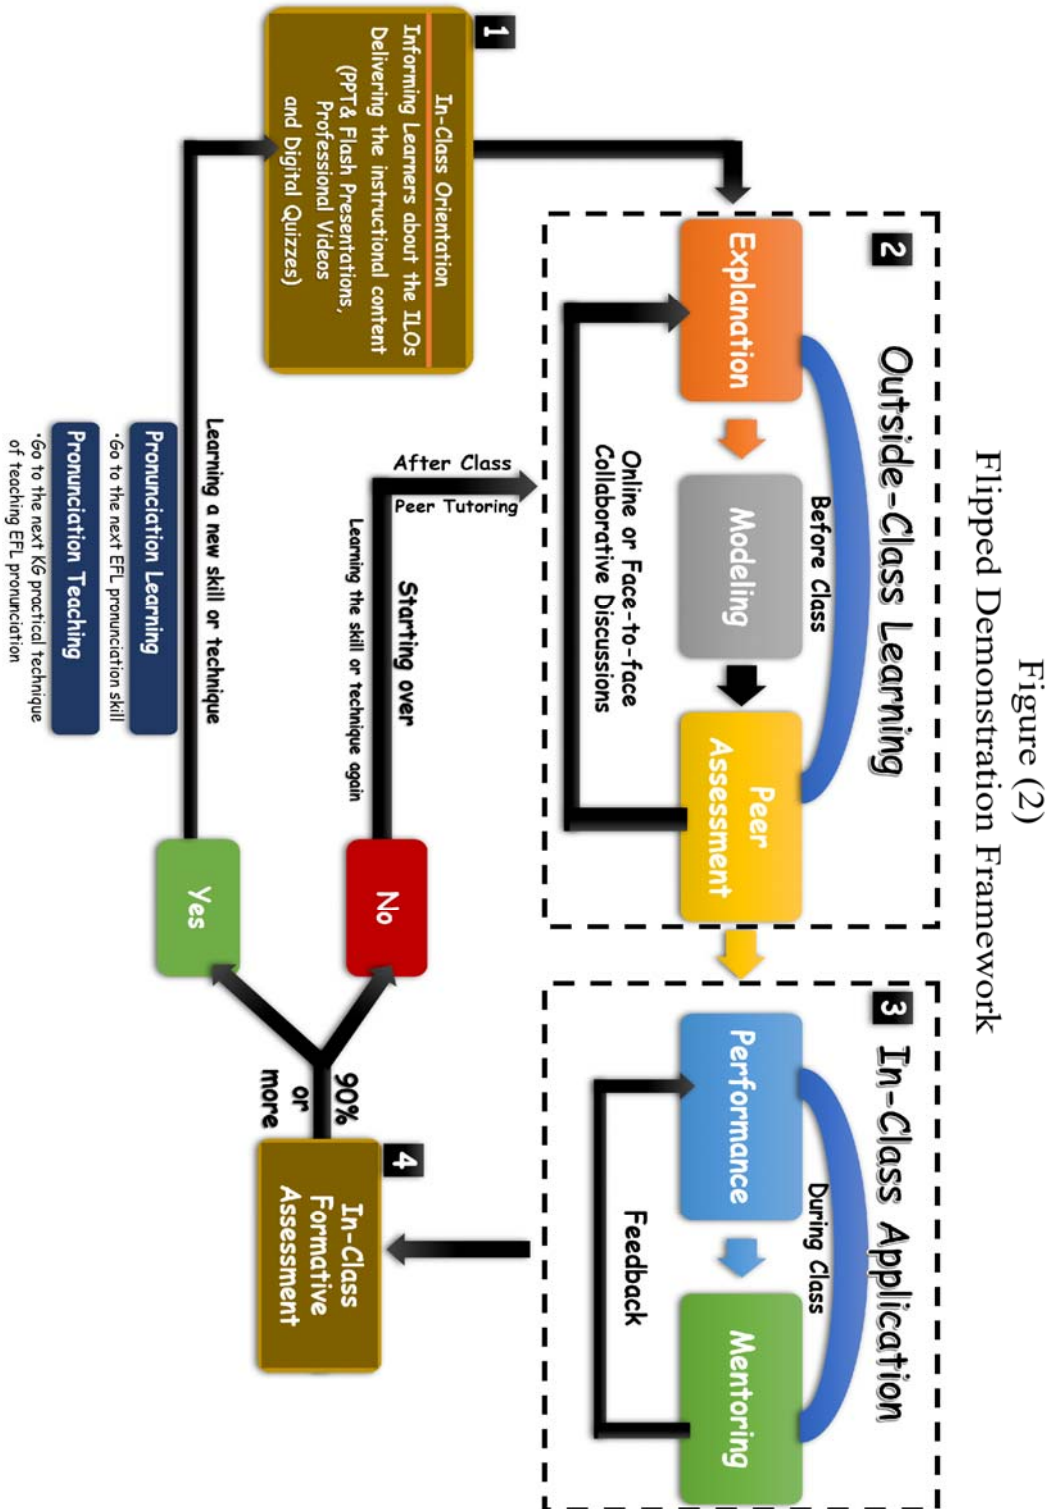 Figure (2)
Flipped Demonstration Framework
1
In-Class Orientation
Informing Learners about the ILOs
Delivering the instructional content
(PPT& Flash Presentations,
Professional Videos
and Digital Quizzes)
2
Outside-Class Learning
Before Class
Explanation
Modeling
Peer
Assessment
Online or Face-to-face
Collaborative Discussions
3
In-Class Application
During Class
Performance
Mentoring
Feedback
4
In-Class
Formative
Assessment
90%
or
more
No
Starting over
Learning the skill or technique again
After Class
Peer Tutoring
Yes
Learning a new skill or technique
Pronunciation Learning
·Go to the next EFL pronunciation skill
Pronunciation Teaching
·Go to the next KG practical technique
of teaching EFL pronunciation